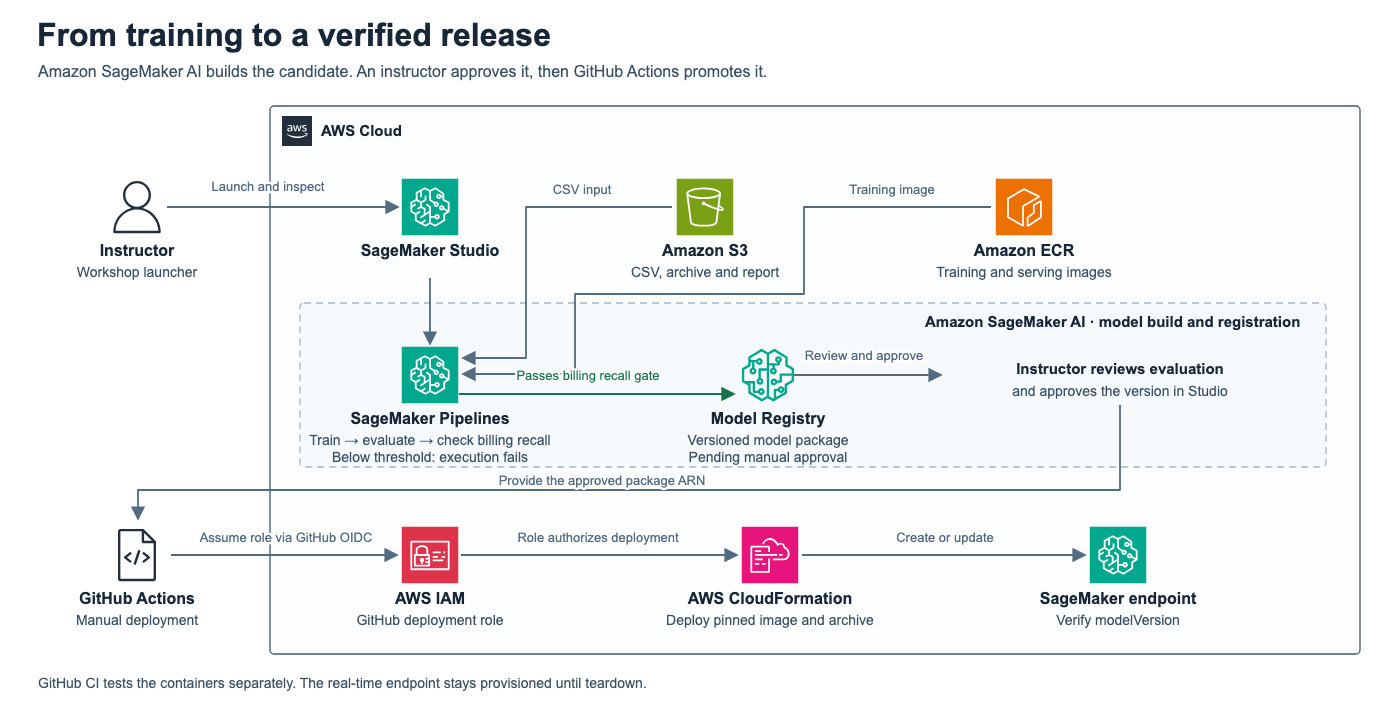 From training to a verified release
Amazon SageMaker AI builds the candidate. An instructor approves it, then GitHub Actions promotes it.
aws
AWS Cloud
Launch and inspect
CSV input
Training image
Instructor
Workshop launcher
SageMaker Studio
Amazon S3
CSV, archive and report
Amazon ECR
Training and serving images
Amazon SageMaker AI · model build and registration
Passes billing recall gate
Review and approve
Instructor reviews evaluation
and approves the version in Studio
SageMaker Pipelines
Train → evaluate → check billing recall
Below threshold: execution fails
Model Registry
Versioned model package
Pending manual approval
Provide the approved package ARN
Assume role via GitHub OIDC
Role authorizes deployment
Create or update
</>
GitHub Actions
Manual deployment
AWS IAM
GitHub deployment role
AWS CloudFormation
Deploy pinned image and archive
SageMaker endpoint
Verify modelVersion
GitHub CI tests the containers separately. The real-time endpoint stays provisioned until teardown.